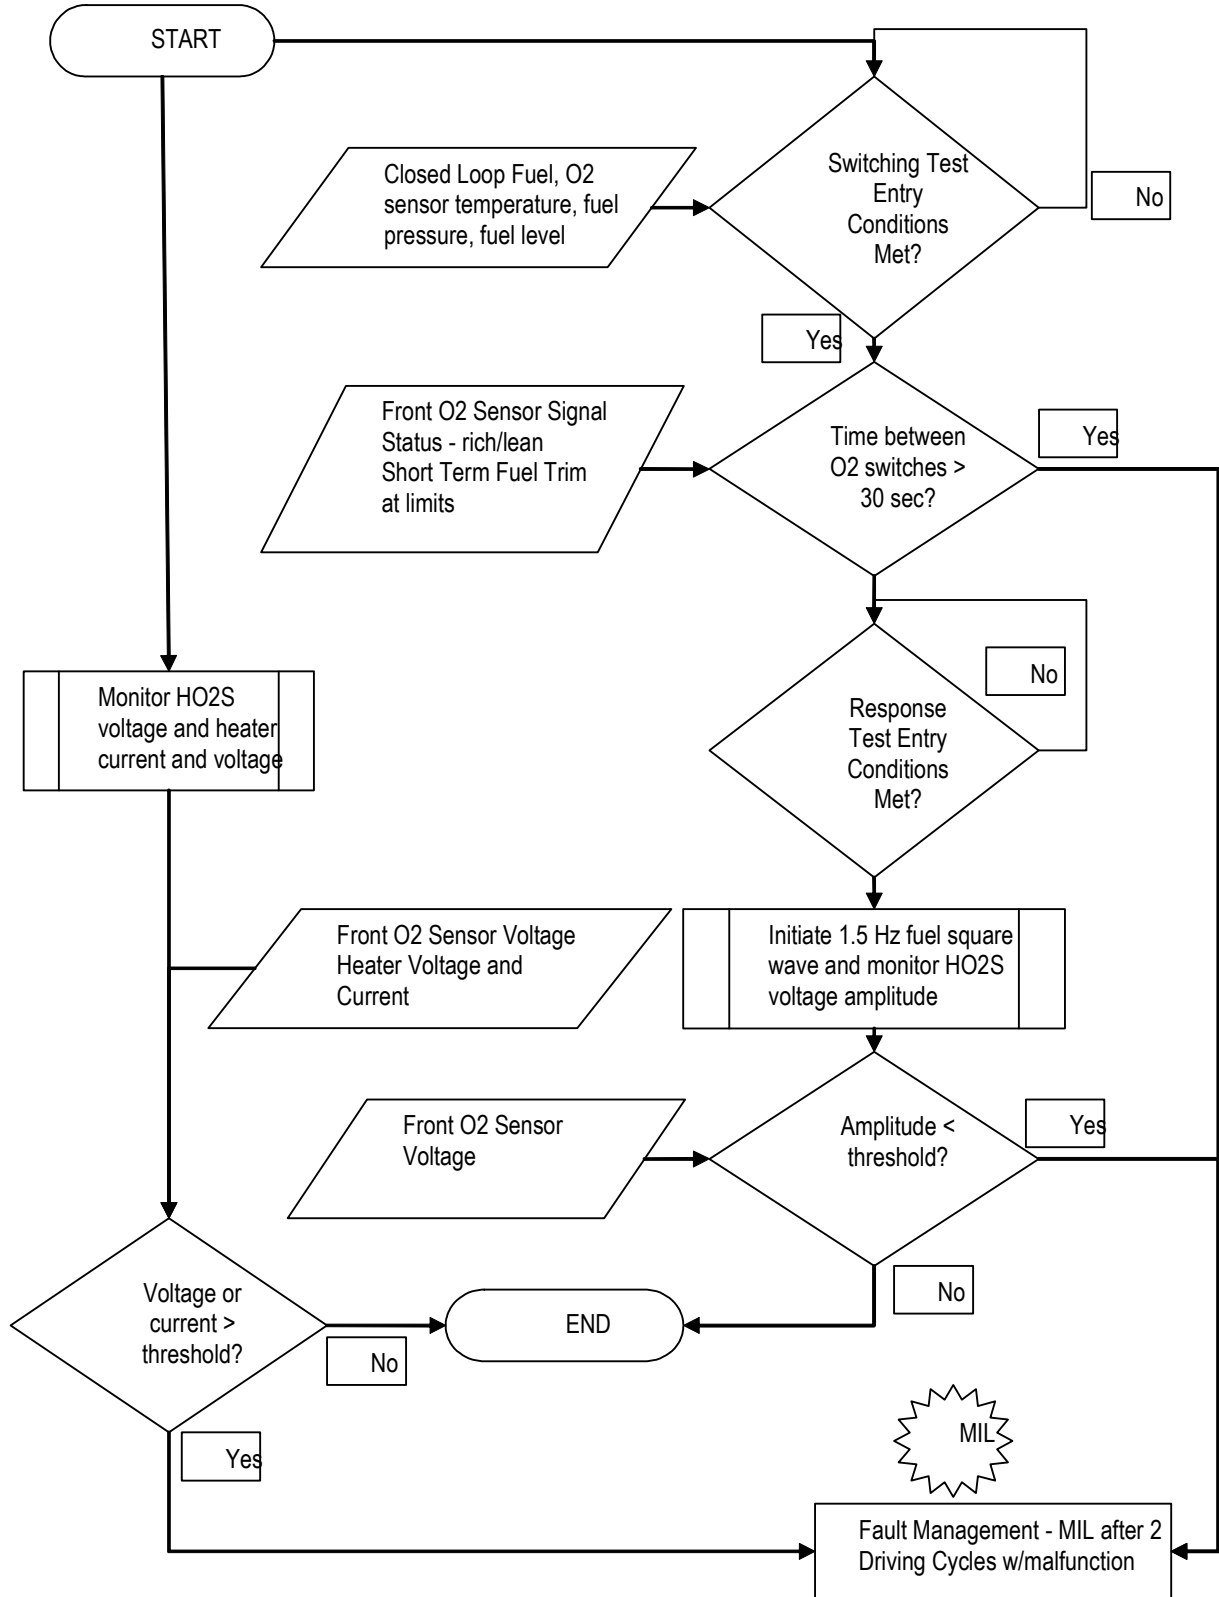 START
Switching Test
Entry
Conditions
Met?
No
Closed Loop Fuel, O2
sensor temperature, fuel
pressure, fuel level
Yes
Front O2 Sensor Signal
Status - rich/lean
Short Term Fuel Trim
at limits
Time between
O2 switches >
30 sec?
Yes
No
Monitor HO2S
voltage and heater
current and voltage
Response
Test Entry
Conditions
Met?
Front O2 Sensor Voltage
Heater Voltage and
Current
Initiate 1.5 Hz fuel square
wave and monitor HO2S
voltage amplitude
Front O2 Sensor
Voltage
Amplitude <
threshold?
Yes
No
Voltage or
current >
threshold?
No
END
Yes
MIL
Fault Management - MIL after 2
Driving Cycles w/malfunction